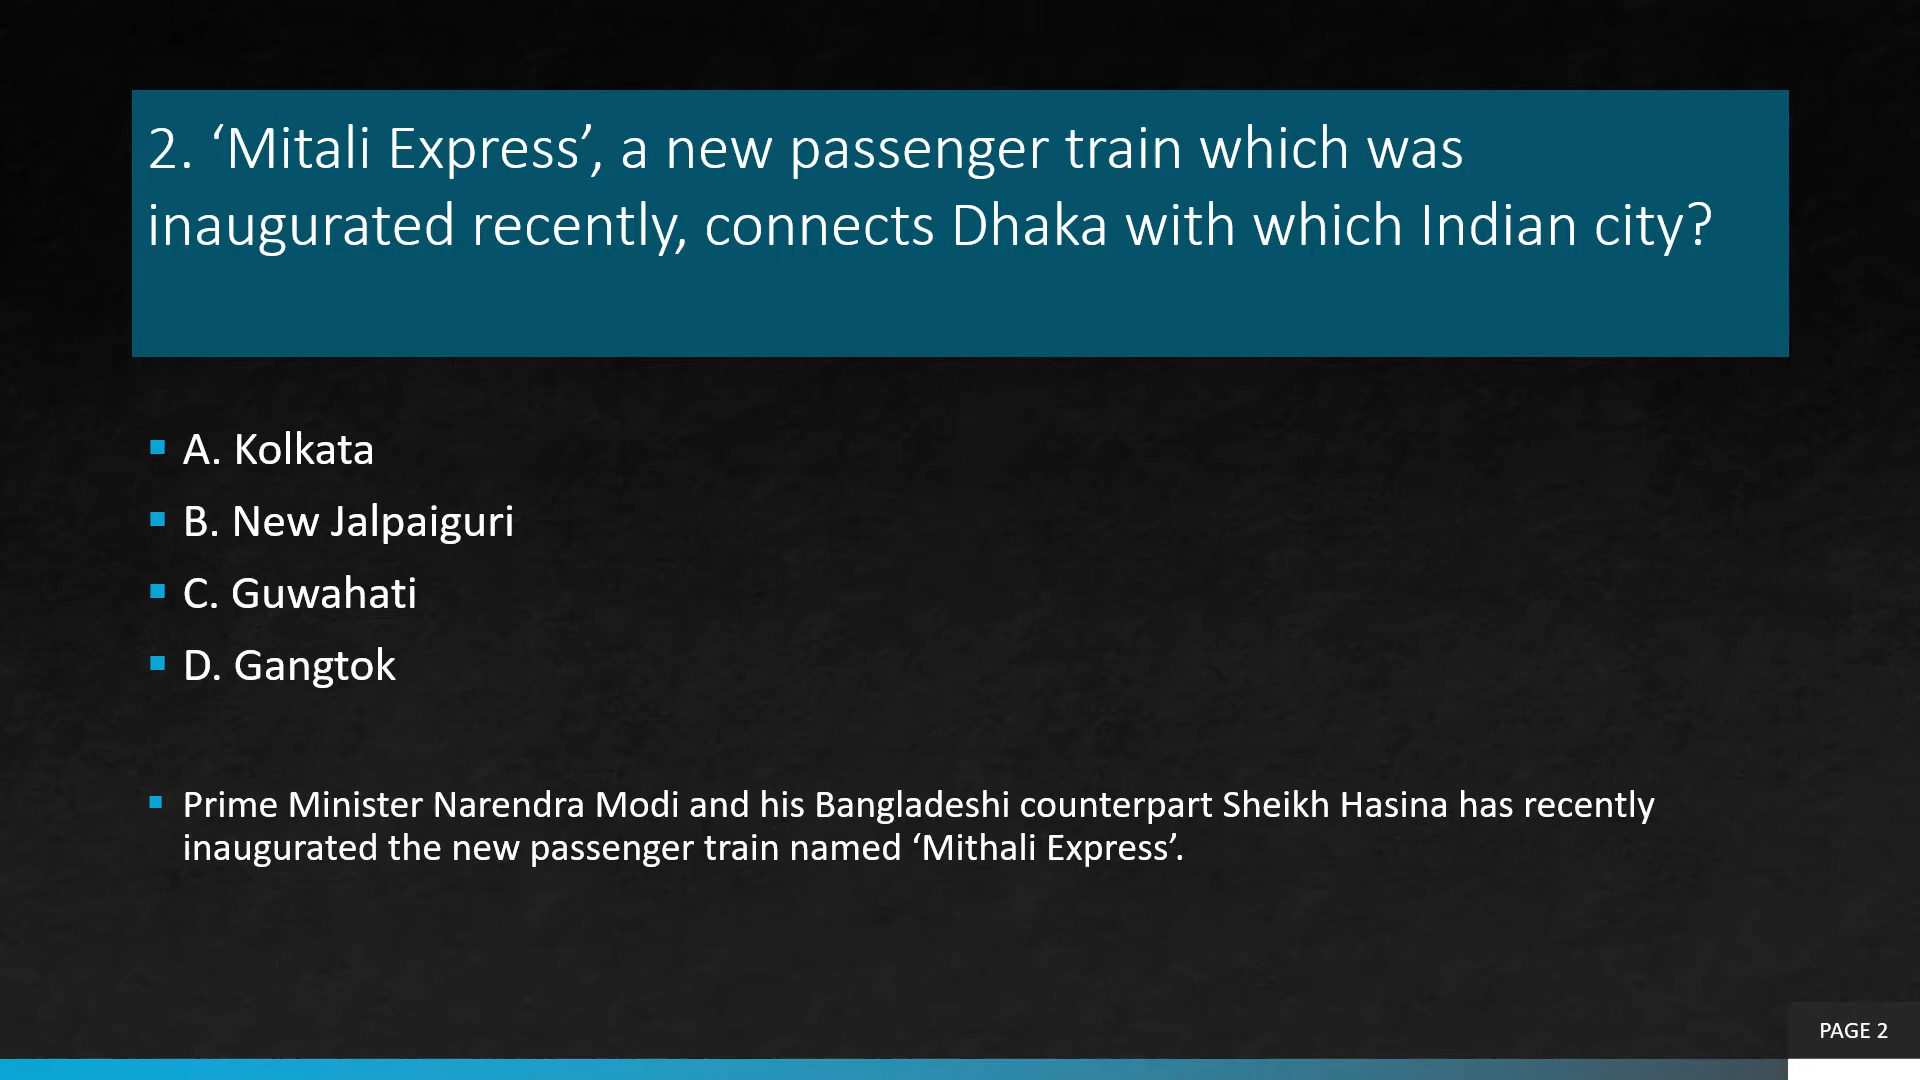 2. ‘Mitali Express’, a new passenger train which was
inaugurated recently, connects Dhaka with which Indian city?
A. Kolkata
B. New Jalpaiguri
C. Guwahati
D. Gangtok
Prime Minister Narendra Modi and his Bangladeshi counterpart Sheikh Hasina has recently
inaugurated the new passenger train named ‘Mithali Express’.
PAGE 2